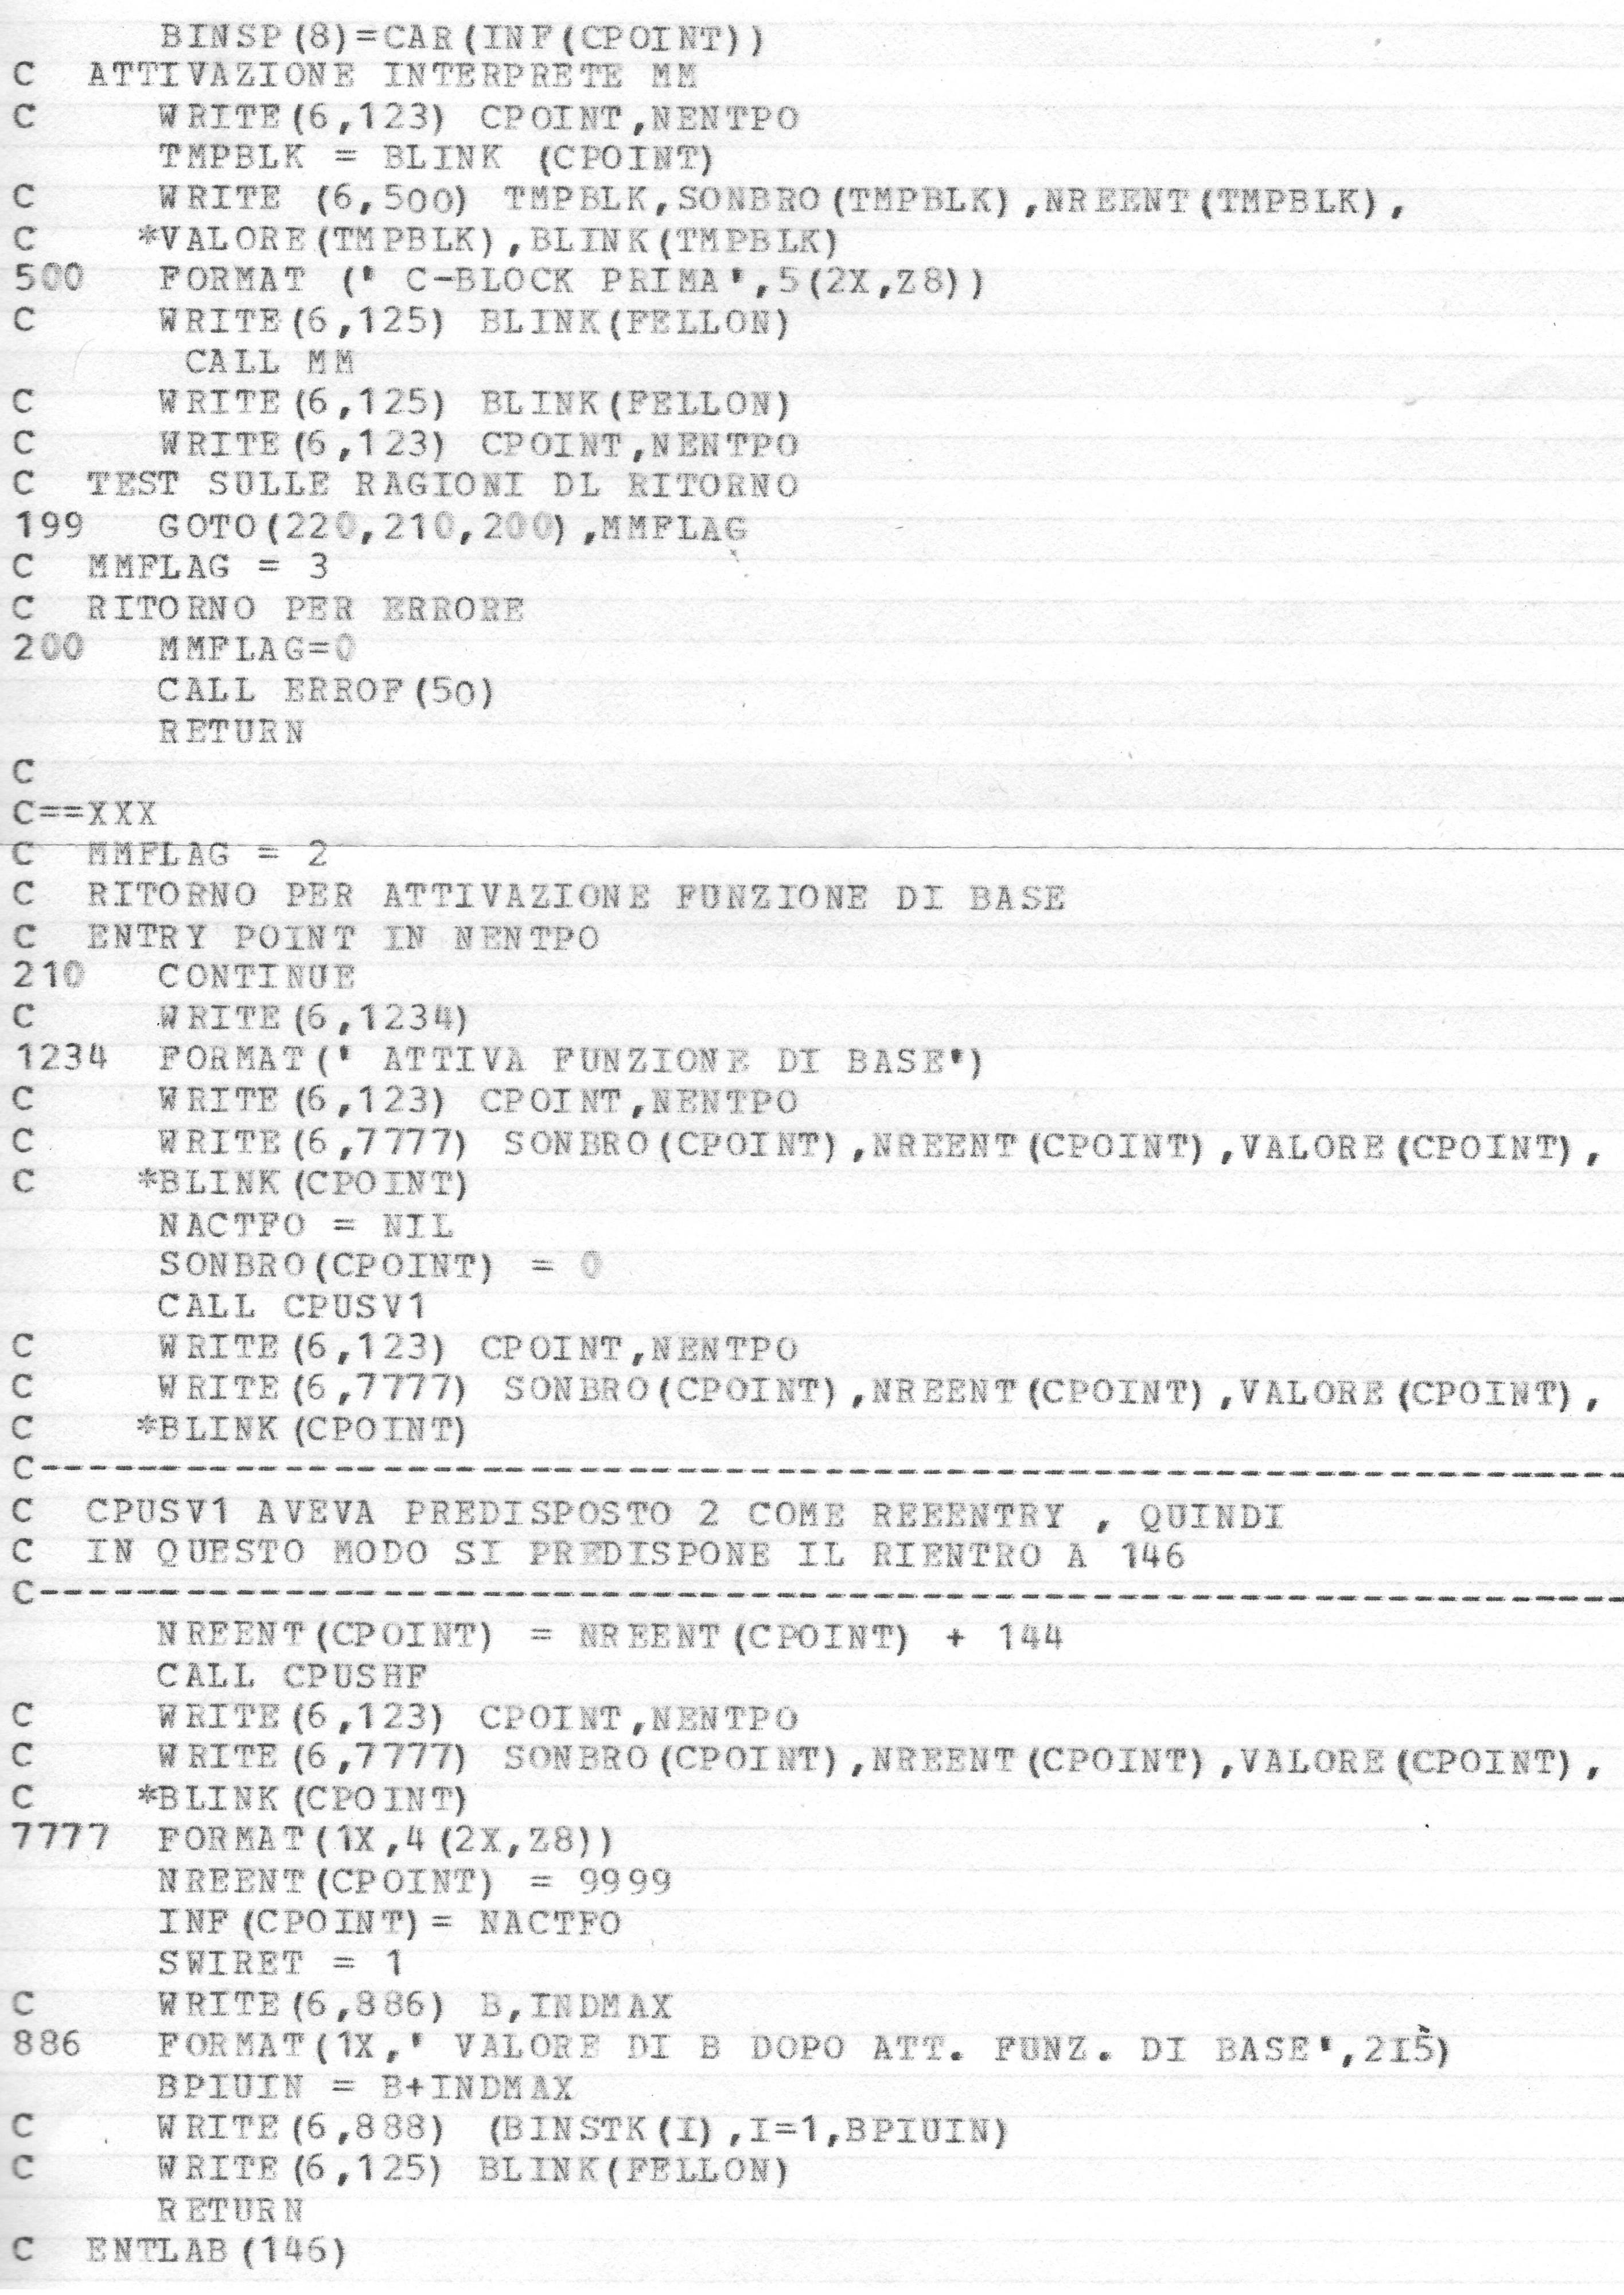 BINSP(8)=CAR(INF(CPOINT))
C  ATTIVAZIONE INTERPRETE MM
C     WRITE(6,123) CPOINT,NENTPO
      TMPBLK = BLINK (CPOINT)
C     WRITE (6,500) TMPBLK,SONBRO(TMPBLK),NREENT(TMPBLK),
C    *VALORE(TMPBLK),BLINK(TMPBLK)
500   FORMAT (' C-BLOCK PRIMA',5(2X,Z8))
C     WRITE(6,125) BLINK(FELLON)
       CALL MM
C     WRITE(6,125) BLINK(FELLON)
C     WRITE(6,123) CPOINT,NENTPO
C  TEST SULLE RAGIONI DL RITORNO
199   GOTO(220,210,200),MMFLAG
C  MMFLAG = 3
C  RITORNO PER ERRORE
200   MMFLAG=0
      CALL ERROF(50)
      RETURN
C
C==XXX
C  MMFLAG = 2
C  RITORNO PER ATTIVAZIONE FUNZIONE DI BASE
C  ENTRY POINT IN NENTPO
210   CONTINUE
C     WRITE(6,1234)
1234  FORMAT(' ATTIVA FUNZIONE DI BASE')
C     WRITE(6,123) CPOINT,NENTPO
C     WRITE(6,7777) SONBRO(CPOINT),NREENT(CPOINT),VALORE(CPOINT),
C    *BLINK(CPOINT)
      NACTFO = NIL
      SONBRO(CPOINT) = 0
      CALL CPUSV1
C     WRITE(6,123) CPOINT,NENTPO
C     WRITE(6,7777) SONBRO(CPOINT),NREENT(CPOINT),VALORE(CPOINT),
C    *BLINK(CPOINT)
C-----------------------------------------------------------------
C  CPUSV1 AVEVA PREDISPOSTO 2 COME REEENTRY , QUINDI
C  IN QUESTO MODO SI PREDISPONE IL RIENTRO A 146
C-----------------------------------------------------------------
      NREENT(CPOINT) = NREENT(CPOINT) + 144
      CALL CPUSHF
C     WRITE(6,123) CPOINT,NENTPO
C     WRITE(6,7777) SONBRO(CPOINT),NREENT(CPOINT),VALORE(CPOINT),
C    *BLINK(CPOINT)
7777  FORMAT(1X,4(2X,Z8))
      NREENT(CPOINT) = 9999
      INF(CPOINT)= NACTFO
      SWIRET = 1
C     WRITE(6,886) B,INDMAX
886   FORMAT(1X,' VALORE DI B DOPO ATT. FUNZ. DI BASE',2I5)
      BPIUIN = B+INDMAX
C     WRITE(6,888) (BINSTK(I),I=1,BPIUIN)
C     WRITE(6,125) BLINK(FELLON)
      RETURN
C  ENTLAB(146)